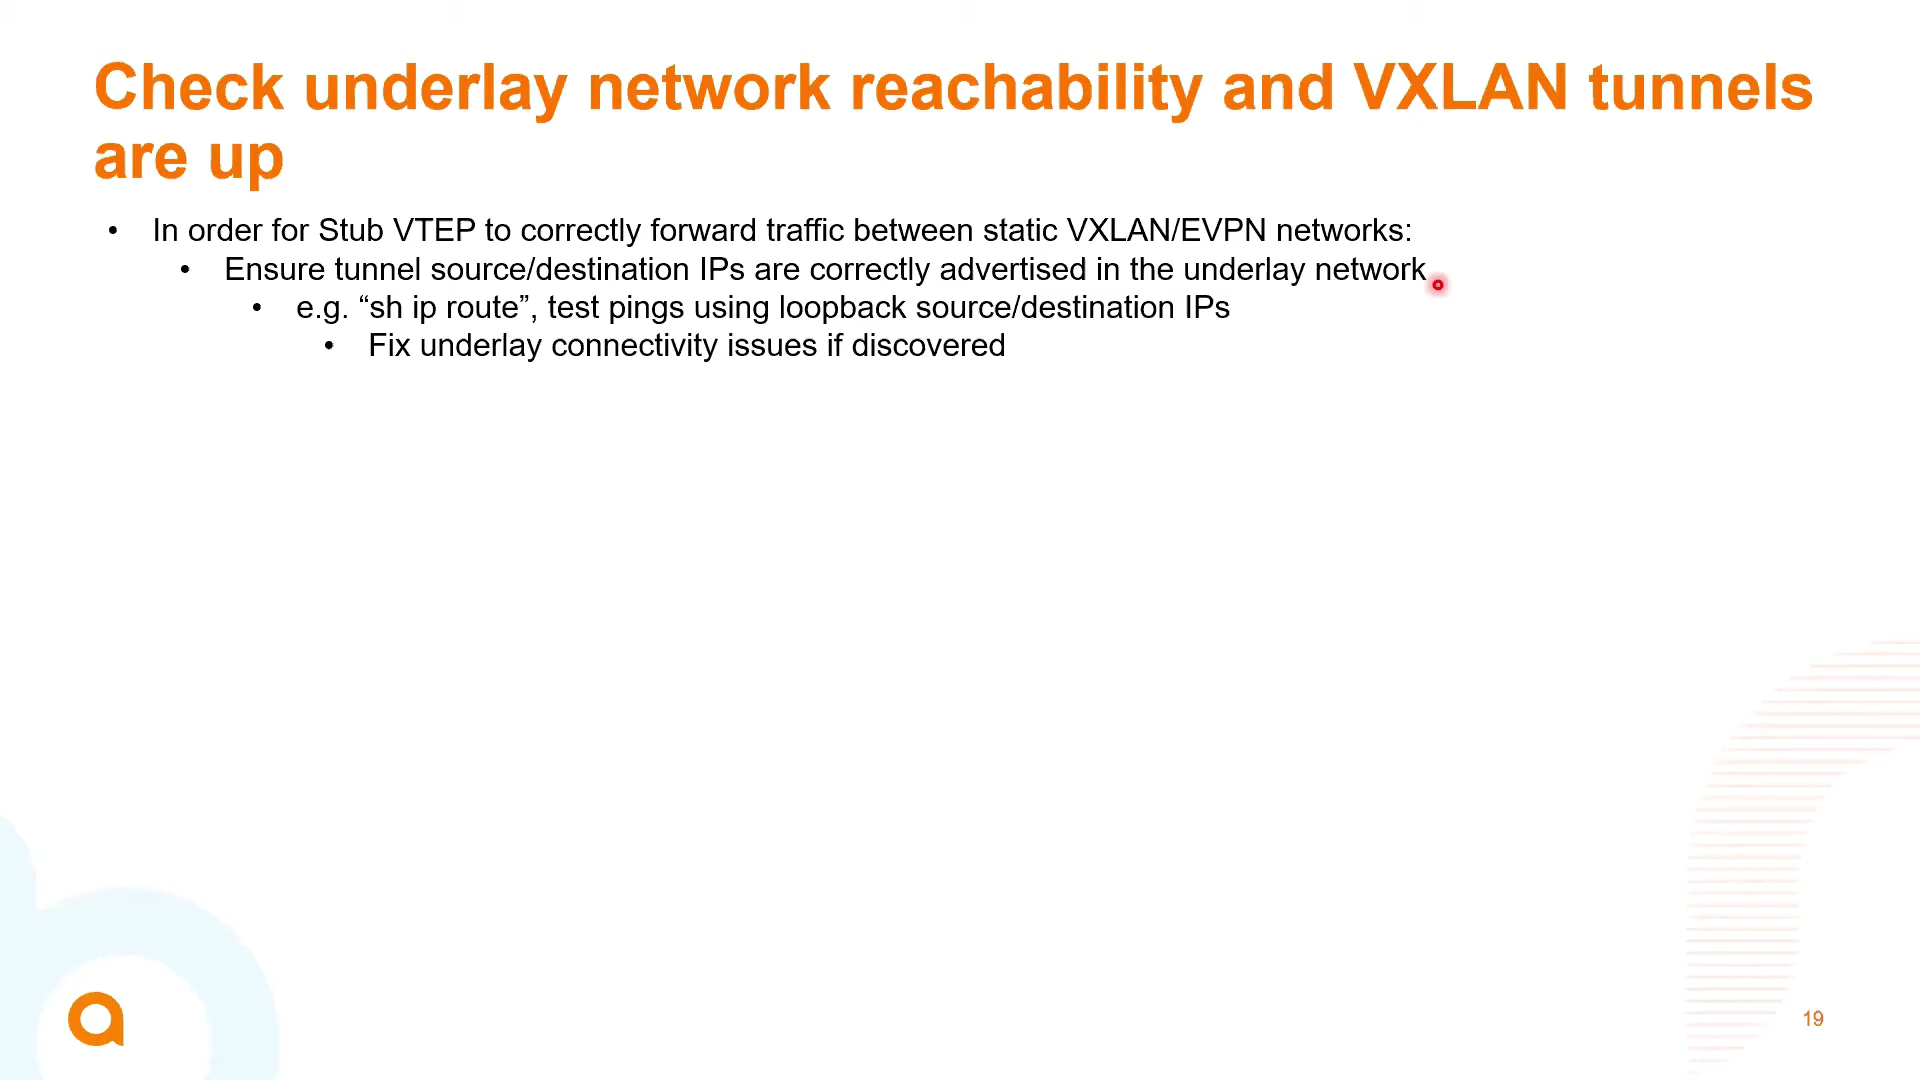 Check underlay network reachability and VXLAN tunnels
are up
• In order for Stub VTEP to correctly forward traffic between static VXLAN/EVPN networks:
• Ensure tunnel source/destination IPs are correctly advertised in the underlay network
• e.g. “sh ip route”, test pings using loopback source/destination IPs
• Fix underlay connectivity issues if discovered
19